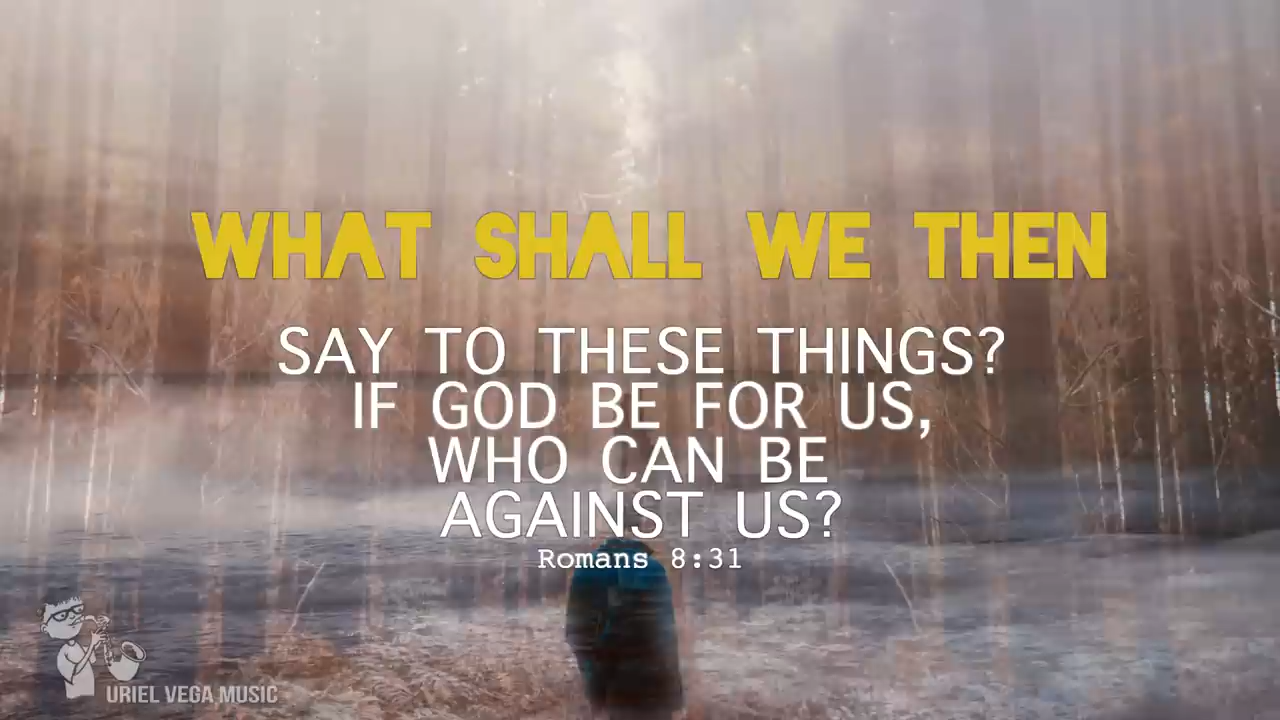 WHAT SHALL WE THEN
SAY TO THESE THINGS?
IF GOD BE FOR US,
WHO CAN BE
AGAINST US?
Romans 8:31
URIEL VEGA MUSIC